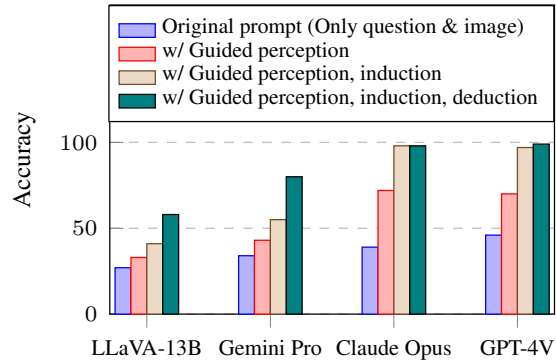 Original prompt (Only question & image)
w/ Guided perception
w/ Guided perception, induction
w/ Guided perception, induction, deduction
Accuracy
100
50
0
LLaVA-13B Gemini Pro Claude Opus GPT-4V